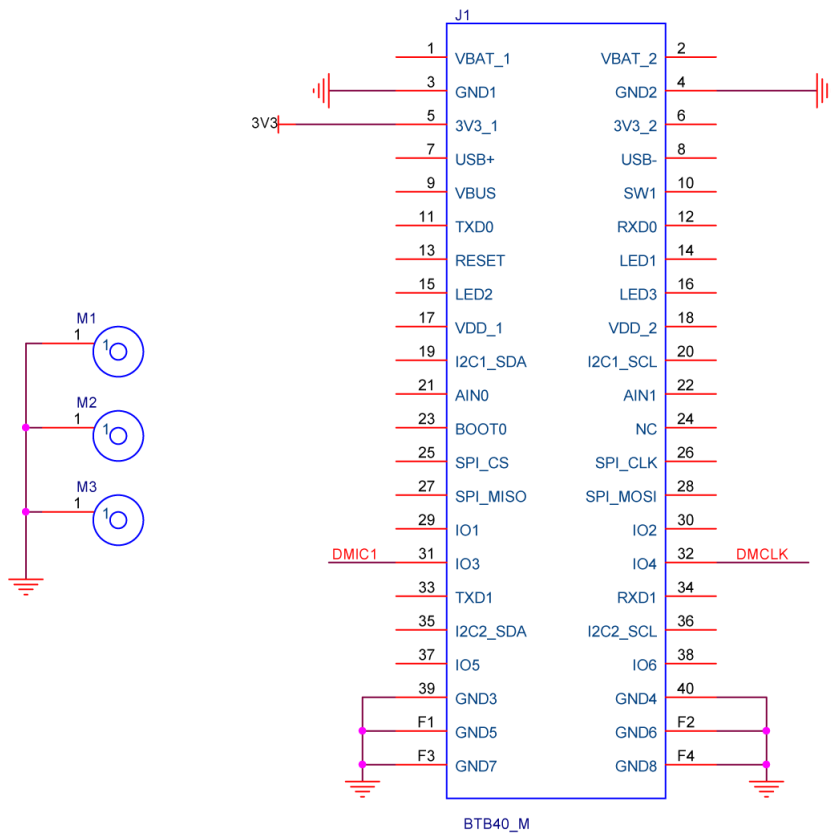 J1
1 VBAT_1 VBAT_2 2
3 GND1 GND2 4
3V3 5 3V3_1 3V3_2 6
7 USB+ USB- 8
9 VBUS SW1 10
11 TXD0 RXD0 12
13 RESET LED1 14
15 LED2 LED3 16
17 VDD_1 VDD_2 18
19 I2C1_SDA I2C1_SCL 20
21 AIN0 AIN1 22
23 BOOT0 NC 24
25 SPI_CS SPI_CLK 26
27 SPI_MISO SPI_MOSI 28
29 IO1 IO2 30
DMIC1 31 IO3 IO4 32 DMCLK
33 TXD1 RXD1 34
35 I2C2_SDA I2C2_SCL 36
37 IO5 IO6 38
39 GND3 GND4 40
F1 GND5 GND6 F2
F3 GND7 GND8 F4
BTB40_M
M1
1 1
M2
1 1
M3
1 1